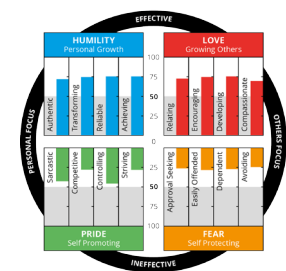 EFFECTIVE
HUMILITY
Personal Growth
LOVE
Growing Others
100
75
50
25
0
Authentic
Transforming
Reliable
Achieving
Relating
Encouraging
Developing
Compassionate
PERSONAL FOCUS
OTHERS FOCUS
Sarcastic
Competitive
Controlling
Striving
Approval Seeking
Easily Offended
Dependent
Avoiding
25
50
75
100
PRIDE
Self Promoting
FEAR
Self Protecting
INEFFECTIVE